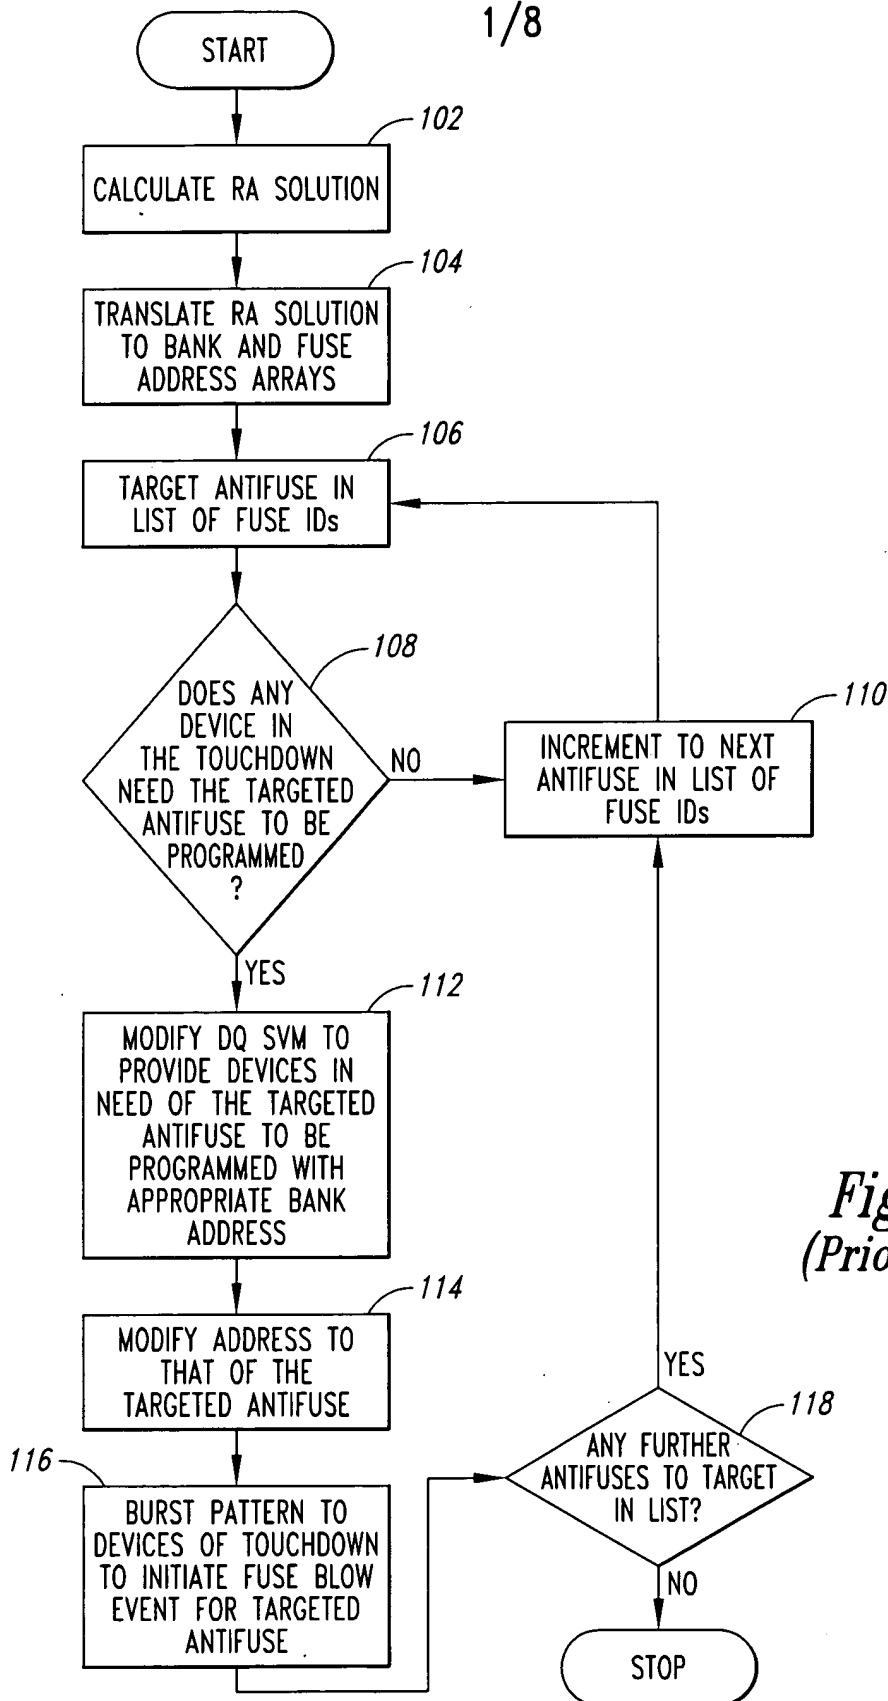 1/8
START
102
CALCULATE RA SOLUTION
104
TRANSLATE RA SOLUTION
TO BANK AND FUSE
ADDRESS ARRAYS
106
TARGET ANTIFUSE IN
LIST OF FUSE IDs
108
DOES ANY
DEVICE IN
THE TOUCHDOWN
NEED THE TARGETED
ANTIFUSE TO BE
PROGRAMMED
?
NO
110
INCREMENT TO NEXT
ANTIFUSE IN LIST OF
FUSE IDs
YES
112
MODIFY DQ SVM TO
PROVIDE DEVICES IN
NEED OF THE TARGETED
ANTIFUSE TO BE
PROGRAMMED WITH
APPROPRIATE BANK
ADDRESS
114
MODIFY ADDRESS TO
THAT OF THE
TARGETED ANTIFUSE
116
BURST PATTERN TO
DEVICES OF TOUCHDOWN
TO INITIATE FUSE BLOW
EVENT FOR TARGETED
ANTIFUSE
YES
118
ANY FURTHER
ANTIFUSES TO TARGET
IN LIST?
NO
STOP
Fig
(Prio